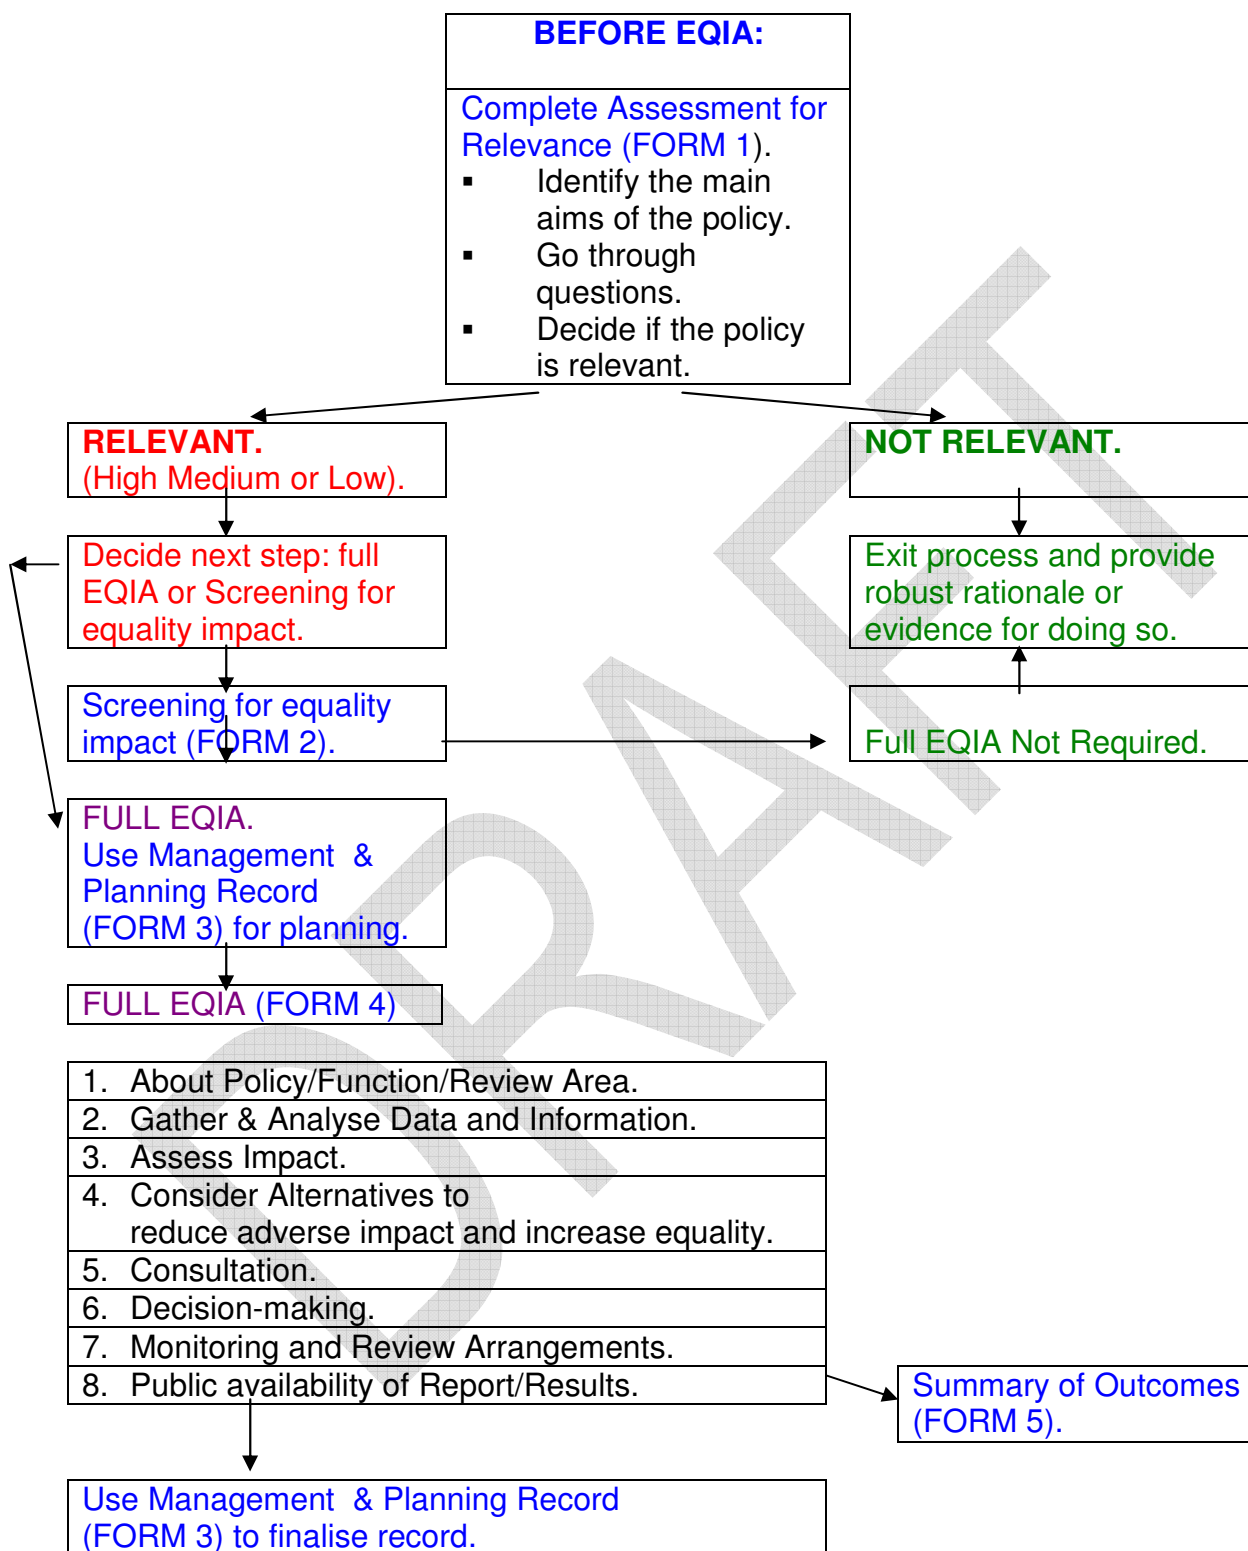 BEFORE EQIA:
Complete Assessment for
Relevance (FORM 1).
▪ Identify the main
aims of the policy.
▪ Go through
questions.
▪ Decide if the policy
is relevant.
RELEVANT.
(High Medium or Low).
NOT RELEVANT.
Decide next step: full
EQIA or Screening for
equality impact.
Exit process and provide
robust rationale or
evidence for doing so.
Screening for equality
impact (FORM 2).
Full EQIA Not Required.
FULL EQIA.
Use Management & 
Planning Record
(FORM 3) for planning.
FULL EQIA (FORM 4)
1. About Policy/Function/Review Area.
2. Gather & Analyse Data and Information.
3. Assess Impact.
4. Consider Alternatives to
reduce adverse impact and increase equality.
5. Consultation.
6. Decision-making.
7. Monitoring and Review Arrangements.
8. Public availability of Report/Results.
Summary of Outcomes
(FORM 5).
Use Management & Planning Record
(FORM 3) to finalise record.
DRAFT